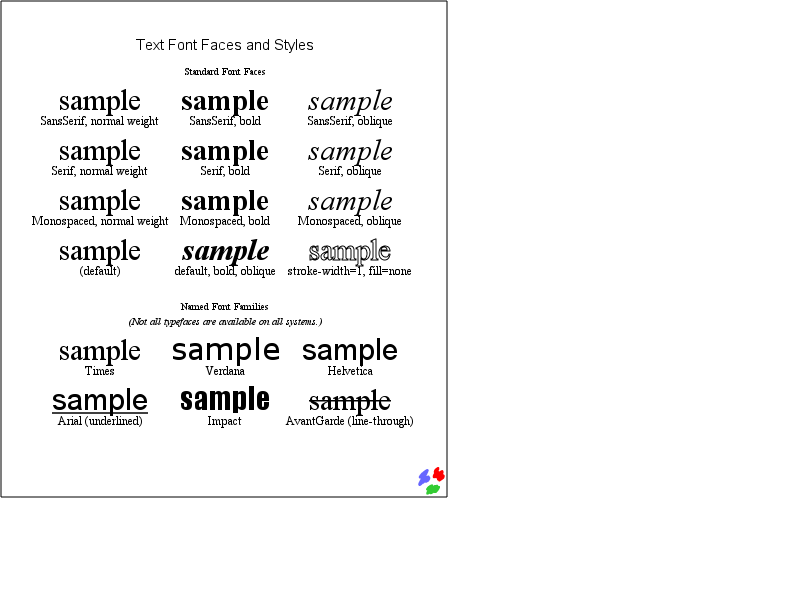 Text Font Faces and Styles
Standard Font Faces
sample sample sample
SansSerif, normal weight SansSerif, bold SansSerif, oblique
sample sample sample
Serif, normal weight Serif, bold Serif, oblique
sample sample sample
Monospaced, normal weight Monospaced, bold Monospaced, oblique
sample sample sample
(default) default, bold, oblique stroke-width=1, fill=none
Named Font Families
(Not all typefaces are available on all systems.)
sample sample sample
Times Verdana Helvetica
sample sample sample
Arial (underlined) Impact AvantGarde (line-through)